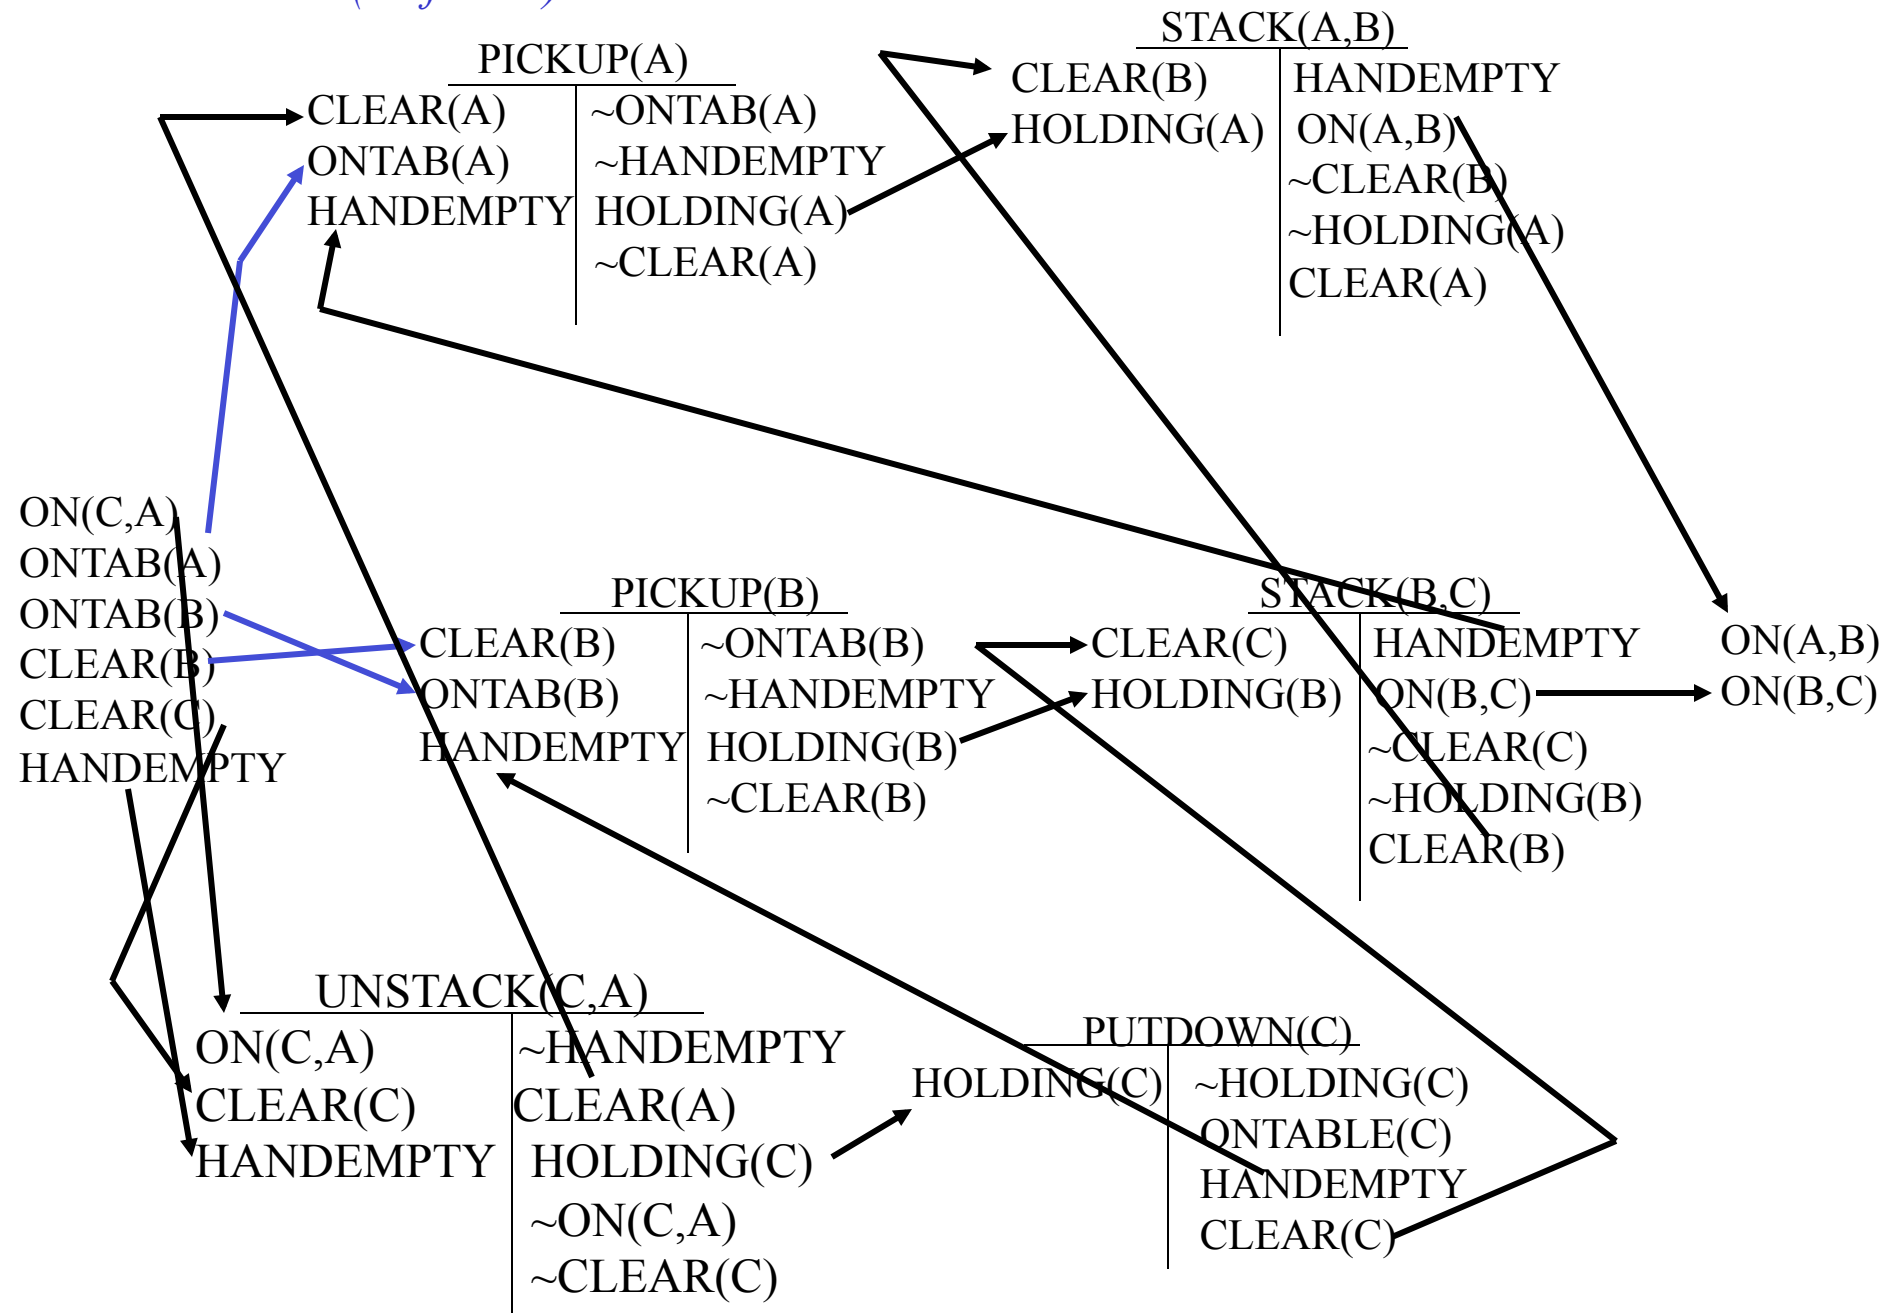 STACK(A,B)
CLEAR(B) HANDEMPTY
HOLDING(A) ON(A,B)
~CLEAR(B)
~HOLDING(A)
CLEAR(A)
PICKUP(A)
CLEAR(A) ~ONTAB(A)
ONTAB(A) ~HANDEMPTY
HANDEMPTY HOLDING(A)
~CLEAR(A)
ON(C,A)
ONTAB(A)
ONTAB(B)
CLEAR(B)
CLEAR(C)
HANDEMPTY
PICKUP(B)
CLEAR(B) ~ONTAB(B)
ONTAB(B) ~HANDEMPTY
HANDEMPTY HOLDING(B)
~CLEAR(B)
STACK(B,C)
CLEAR(C) HANDEMPTY
HOLDING(B) ON(B,C)
~CLEAR(C)
~HOLDING(B)
CLEAR(B)
ON(A,B)
ON(B,C)
UNSTACK(C,A)
ON(C,A) ~HANDEMPTY
CLEAR(C) CLEAR(A)
HANDEMPTY HOLDING(C)
~ON(C,A)
~CLEAR(C)
PUTDOWN(C)
HOLDING(C) ~HOLDING(C)
ONTABLE(C)
HANDEMPTY
CLEAR(C)